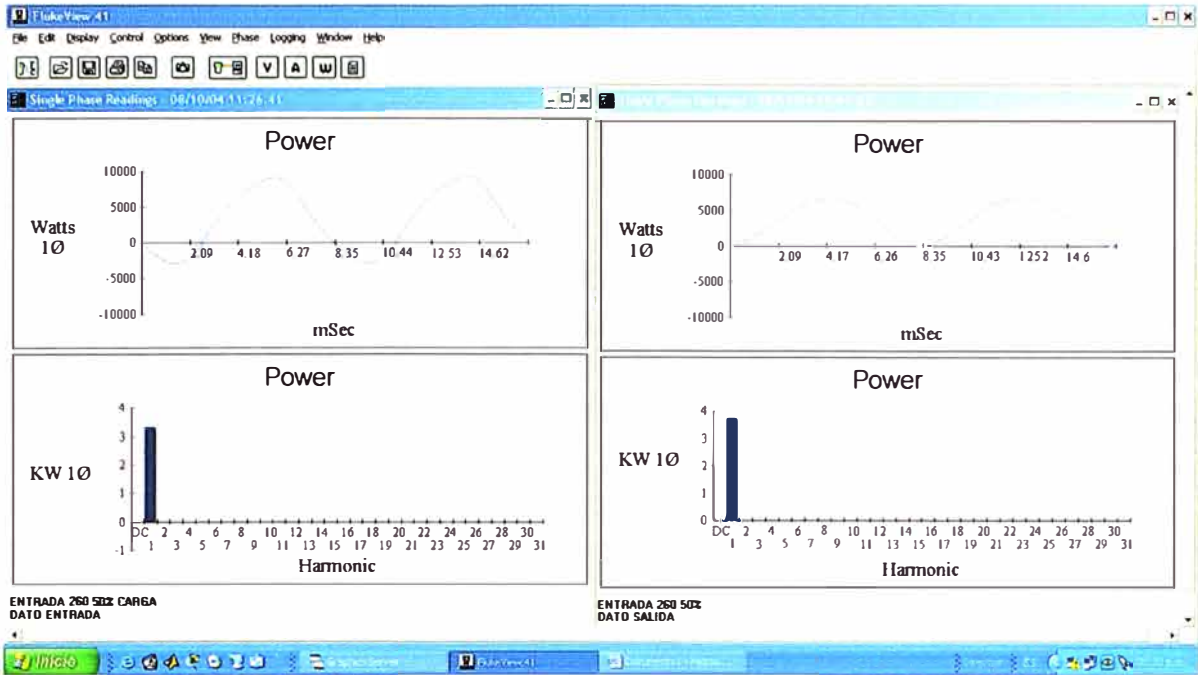 FlukeView 41
File Edit Display Control Options View Phase Logging Window Help
V A W
Single Phase Readings - 08/10/04 11:26:41
Power
10000
5000
0
-5000
-10000
Watts
1Ø
2.09 4.18 6.27 8.35 10.44 12.53 14.62
mSec
Power
4
3
2
1
0
-1
KW 1Ø
DC 2 4 6 8 10 12 14 16 18 20 22 24 26 28 30
1 3 5 7 9 11 13 15 17 19 21 23 25 27 29 31
Harmonic
ENTRADA 260 50% CARGA
DATO ENTRADA
Power
10000
5000
0
-5000
-10000
Watts
1Ø
2.09 4.17 6.26 8.35 10.43 12.52 14.6
mSec
Power
4
3
2
1
0
KW 1Ø
DC 2 4 6 8 10 12 14 16 18 20 22 24 26 28 30
1 3 5 7 9 11 13 15 17 19 21 23 25 27 29 31
Harmonic
ENTRADA 260 50%
DATO SALIDA
Inicio
FlukeView 41